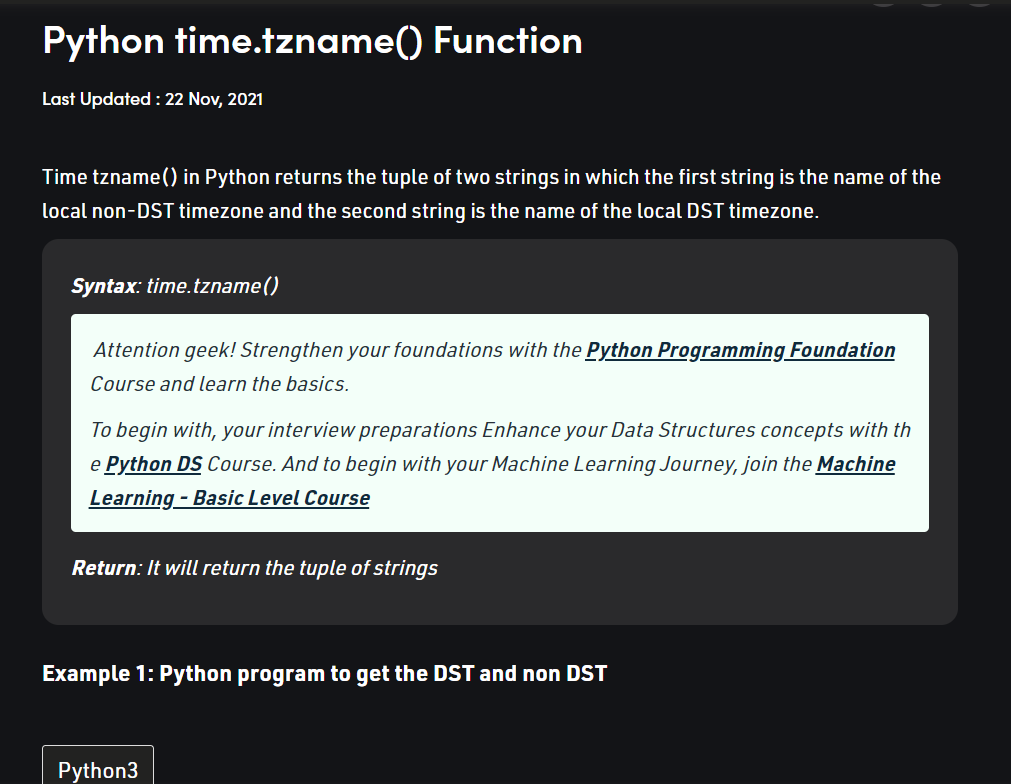 Python time.tzname() Function
Last Updated : 22 Nov, 2021
Time tzname() in Python returns the tuple of two strings in which the first string is the name of the
local non-DST timezone and the second string is the name of the local DST timezone.
Syntax: time.tzname()
Attention geek! Strengthen your foundations with the Python Programming Foundation
Course and learn the basics.
To begin with, your interview preparations Enhance your Data Structures concepts with th
e Python DS Course. And to begin with your Machine Learning Journey, join the Machine
Learning - Basic Level Course
Return: It will return the tuple of strings
Example 1: Python program to get the DST and non DST
Python3